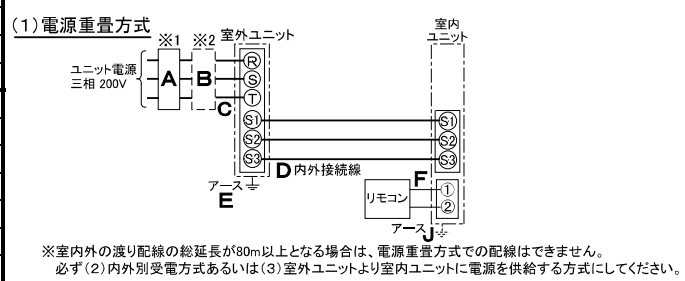 (1)電源重畳方式
※1 ※2 室外ユニット 室内
ユニット
ユニット電源
三相 200V
A B C
R
S
T
S1 S1
S2 S2
S3 S3
D 内外接続線
アース
E
F
リモコン
①
②
アース J
※室内外の渡り配線の総延長が80m以上となる場合は、電源重畳方式での配線はできません。
必ず(2)内外別受電方式あるいは(3)室外ユニットより室内ユニットに電源を供給する方式にしてください。